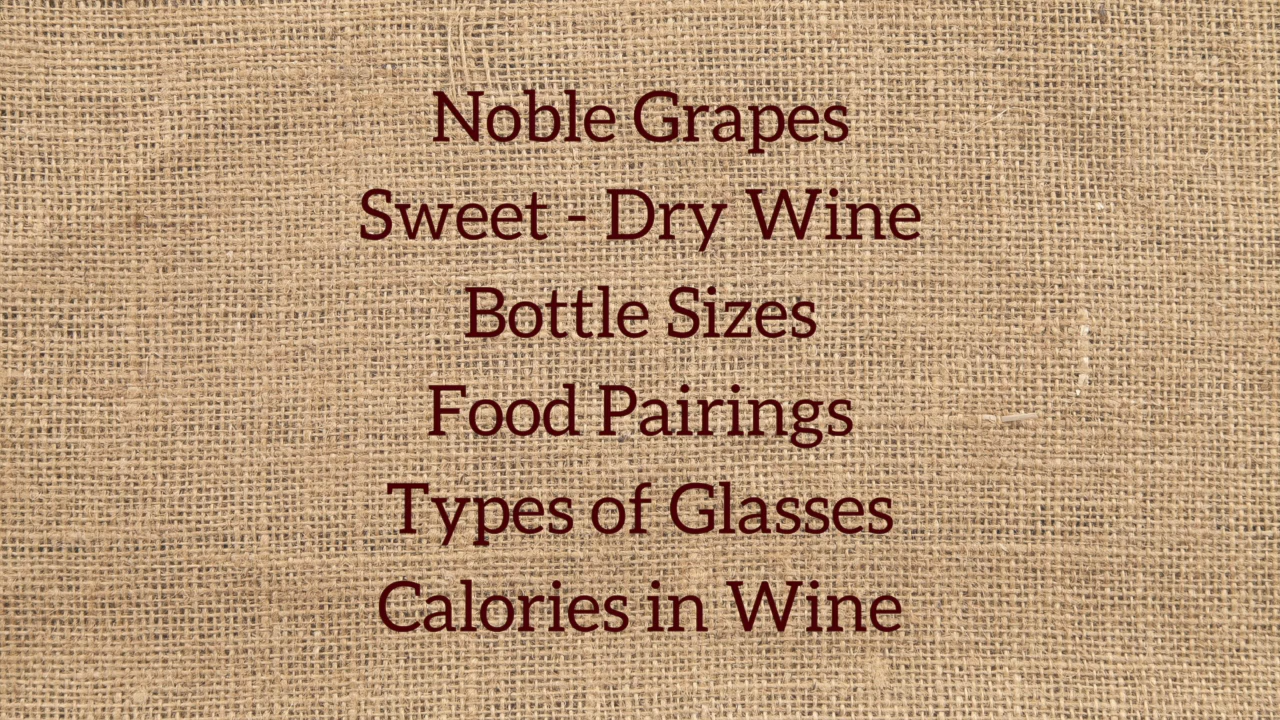 Noble Grapes
Sweet - Dry Wine
Bottle Sizes
Food Pairings
Types of Glasses
Calories in Wine